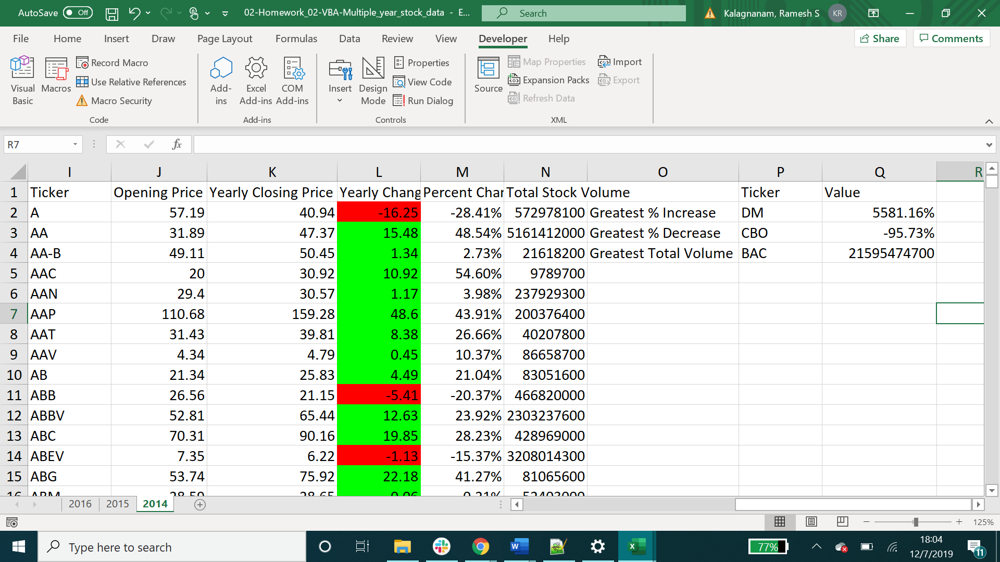 AutoSave Off 02-Homework_02-VBA-Multiple_year_stock_data - E... Search Kalagnanam, Ramesh S KR
File Home Insert Draw Page Layout Formulas Data Review View Developer Help Share Comments
Visual Basic
Macros
Record Macro
Use Relative References
Macro Security
Code
Add-ins
Excel Add-ins
COM Add-ins
Add-ins
Insert
Design Mode
Properties
View Code
Run Dialog
Controls
Source
Map Properties
Expansion Packs
Refresh Data
Import
Export
XML
R7 fx
I J K L M N O P Q R
1 Ticker Opening Price Yearly Closing Price Yearly Chang Percent Char Total Stock Volume Ticker Value
2 A 57.19 40.94 -16.25 -28.41% 572978100 Greatest % Increase DM 5581.16%
3 AA 31.89 47.37 15.48 48.54% 5161412000 Greatest % Decrease CBO -95.73%
4 AA-B 49.11 50.45 1.34 2.73% 21618200 Greatest Total Volume BAC 21595474700
5 AAC 20 30.92 10.92 54.60% 9789700
6 AAN 29.4 30.57 1.17 3.98% 237929300
7 AAP 110.68 159.28 48.6 43.91% 200376400
8 AAT 31.43 39.81 8.38 26.66% 40207800
9 AAV 4.34 4.79 0.45 10.37% 86658700
10 AB 21.34 25.83 4.49 21.04% 83051600
11 ABB 26.56 21.15 -5.41 -20.37% 466820000
12 ABBV 52.81 65.44 12.63 23.92% 2303237600
13 ABC 70.31 90.16 19.85 28.23% 428969000
14 ABEV 7.35 6.22 -1.13 -15.37% 3208014300
15 ABG 53.74 75.92 22.18 41.27% 81065600
16 ABM 28.59 28.65 0.06 0.21% 52403000
2016 2015 2014
125%
Type here to search 77% 18:04
12/7/2019 11